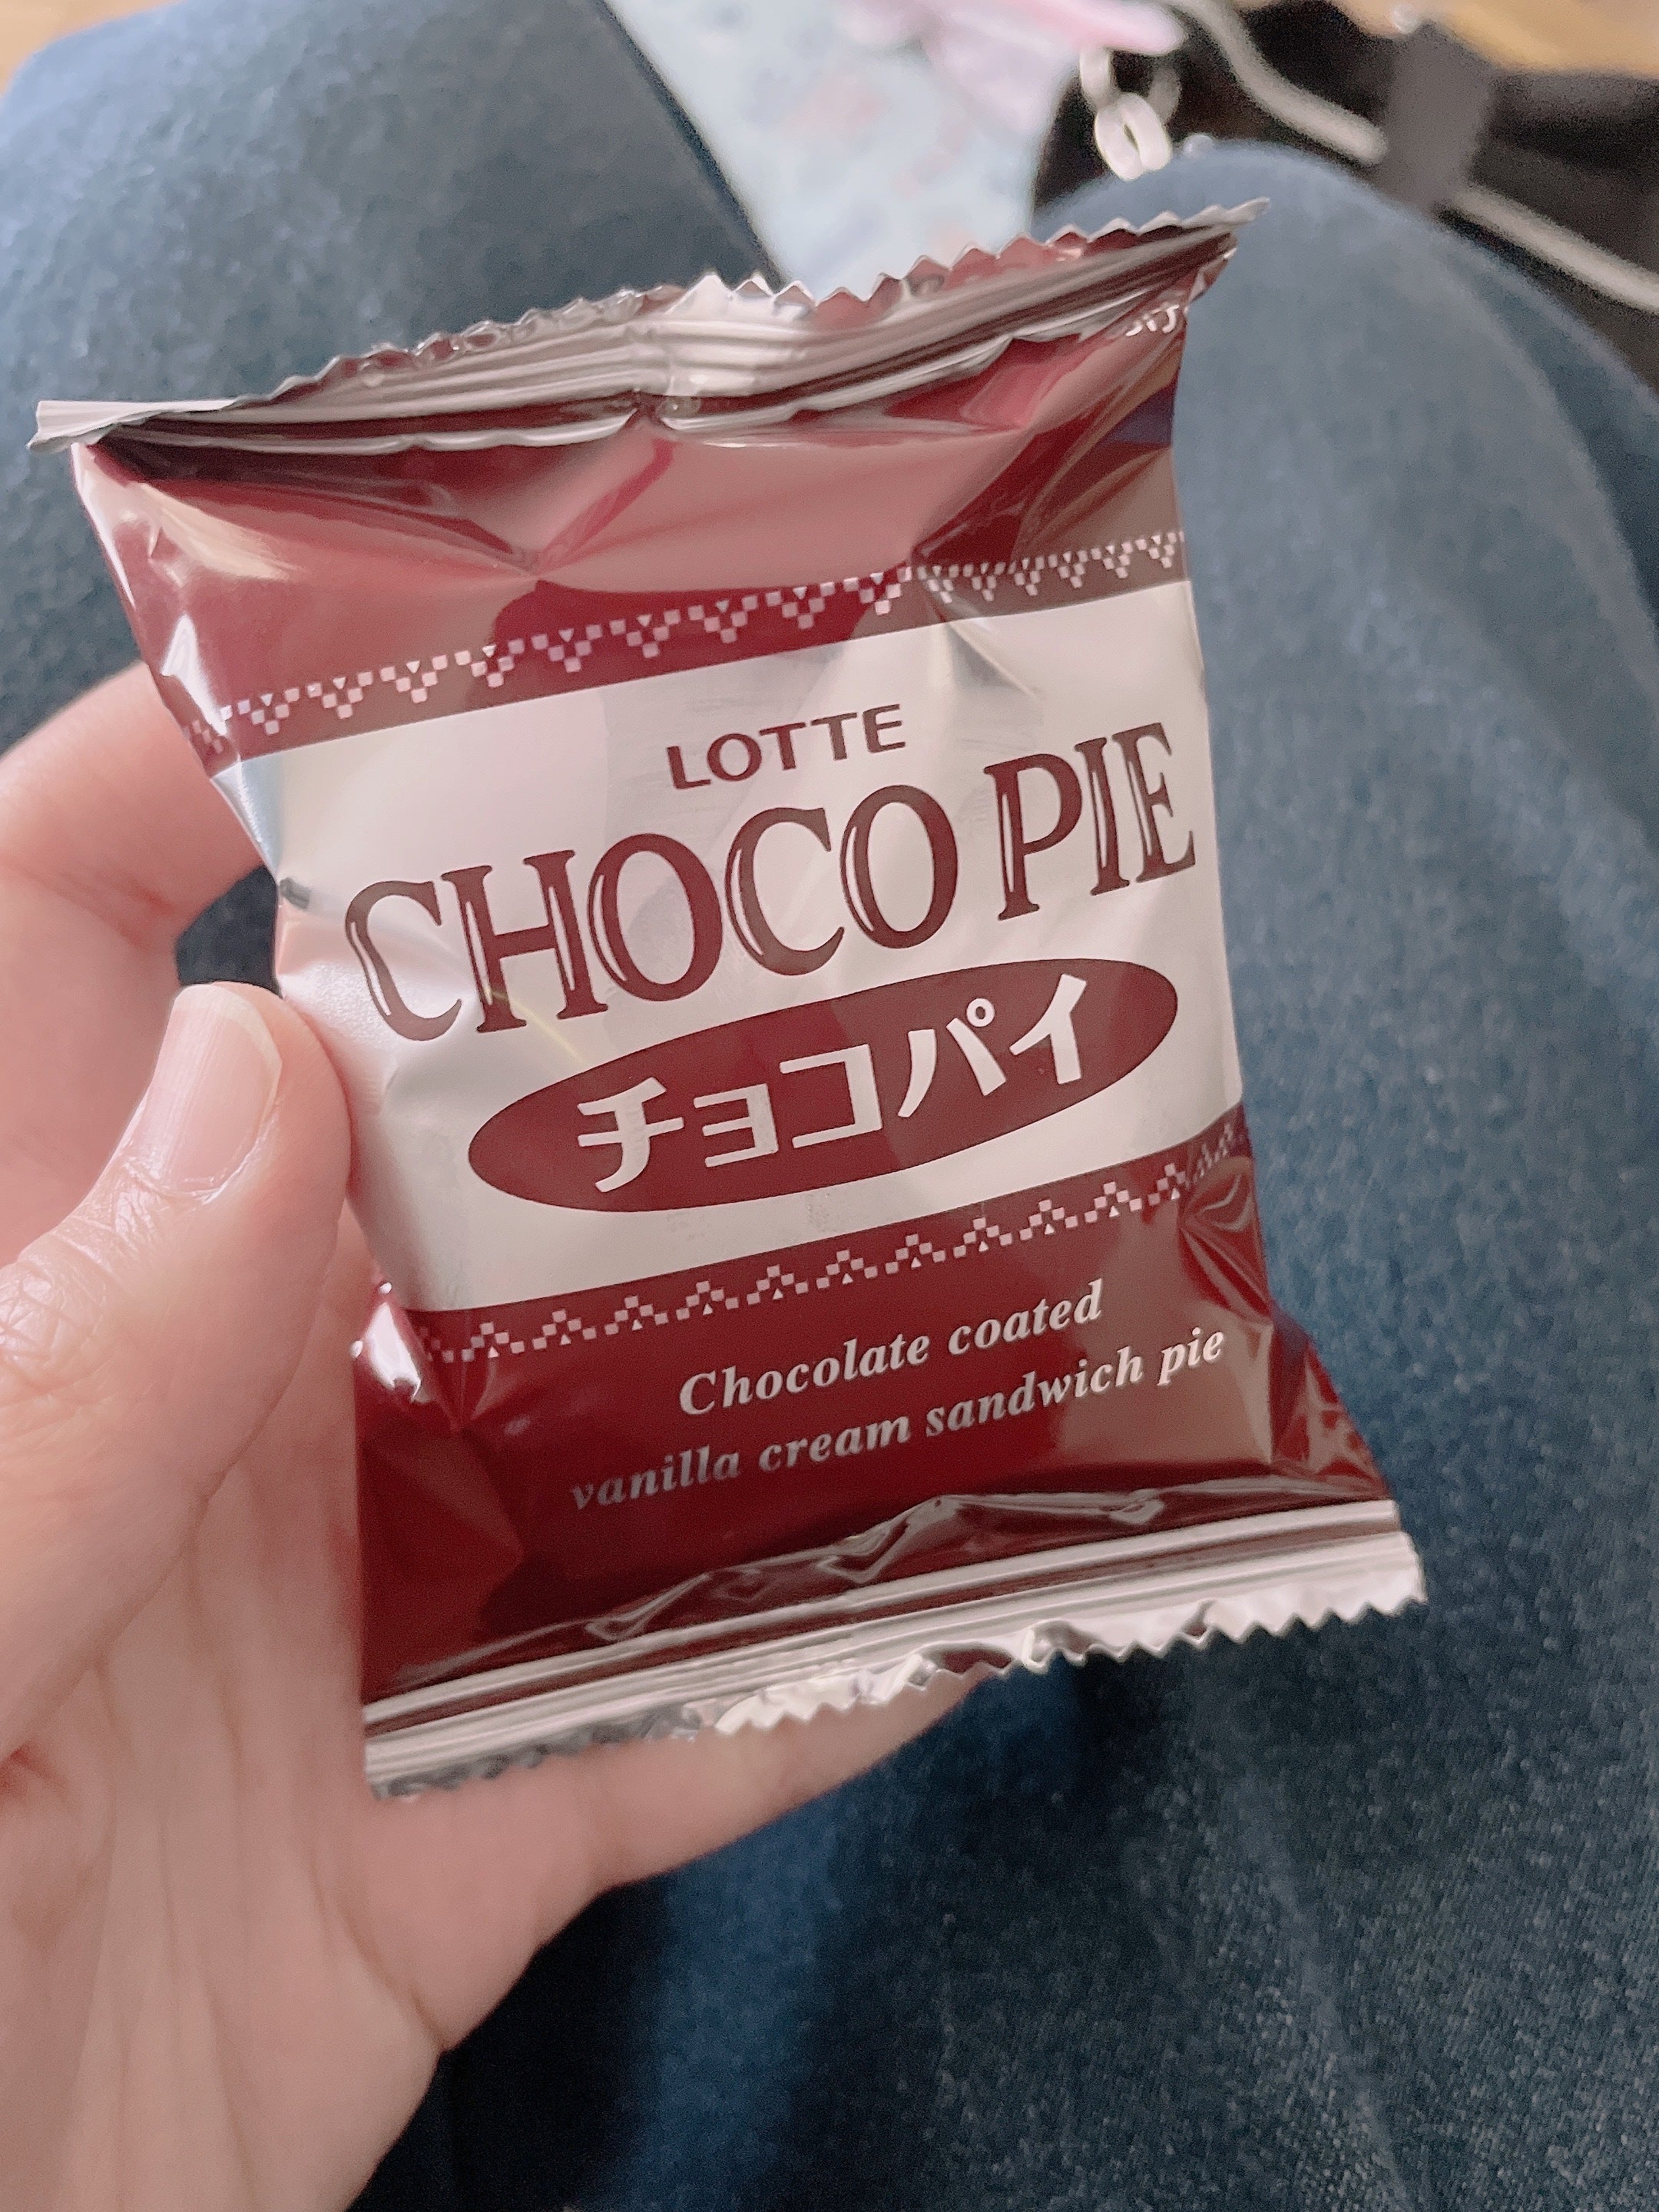 LOTTE
CHOCO PIE
チョコパイ
Chocolate coated
vanilla cream sandwich pie